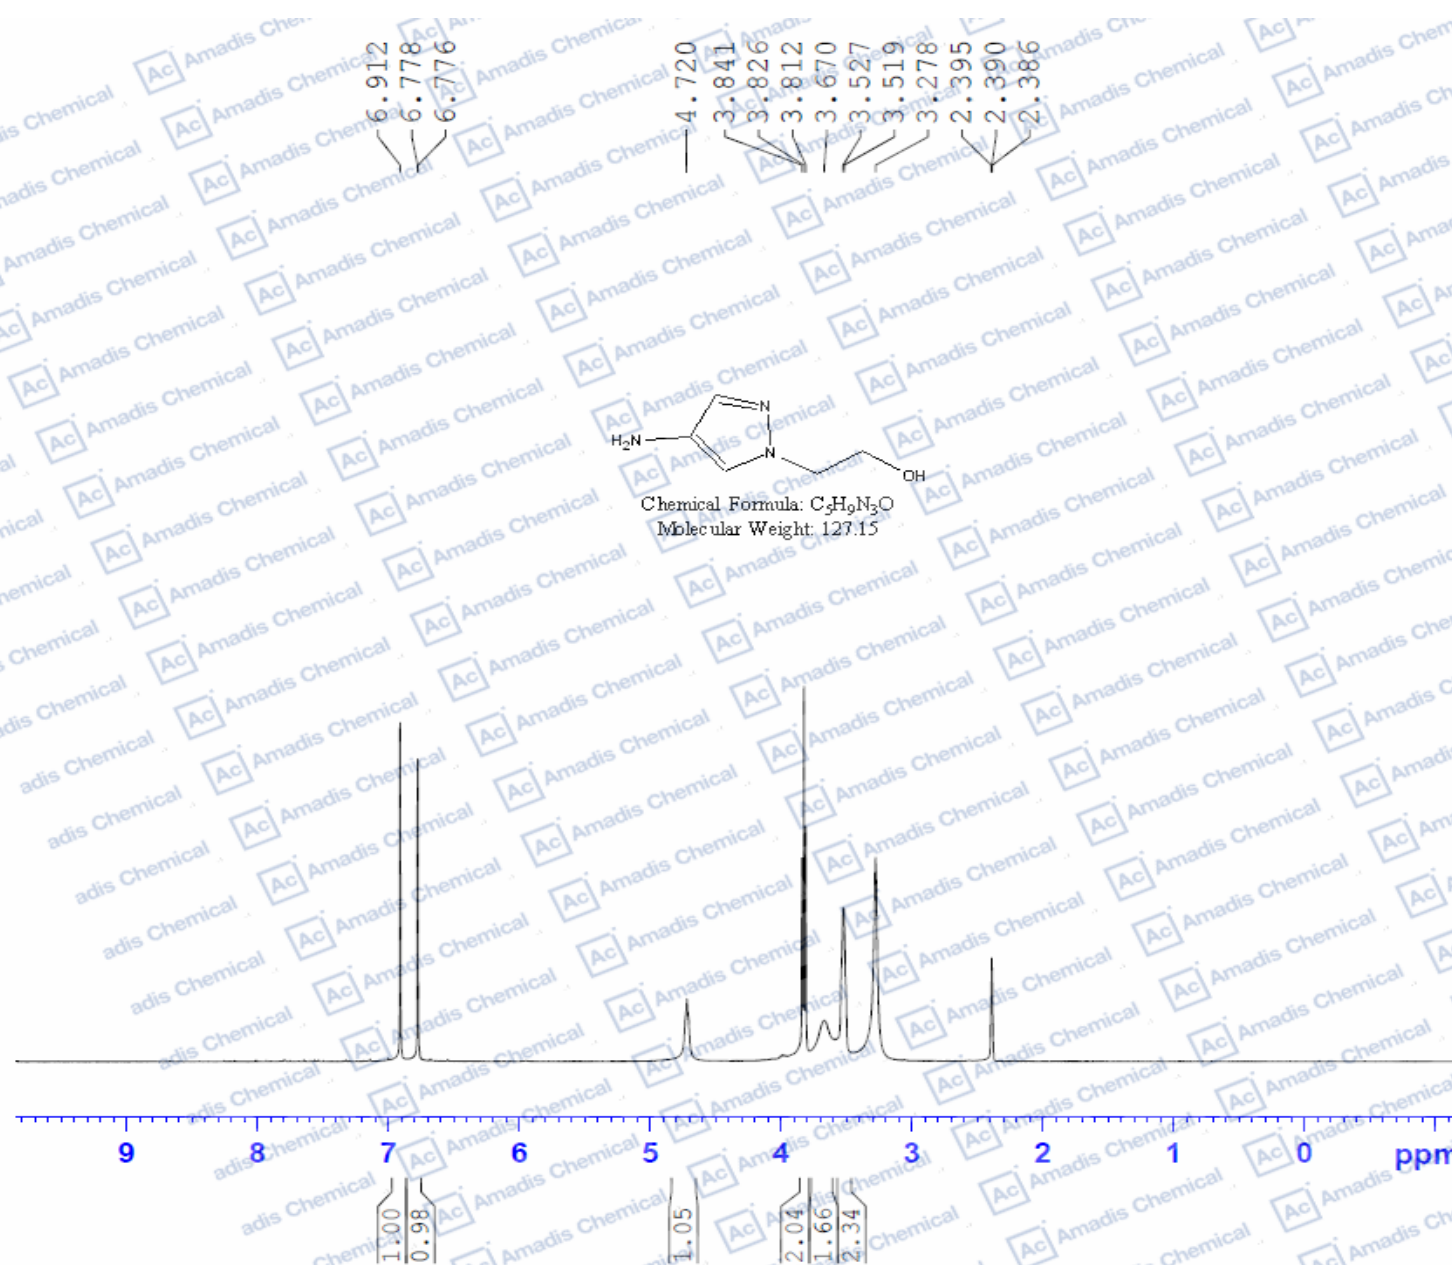 6.912
6.778
6.776
4.720
3.841
3.826
3.812
3.670
3.527
3.519
3.278
2.395
2.390
2.386
H2N
N
N
OH
Chemical Formula: C5H9N3O
Molecular Weight: 127.15
9 8 7 6 5 4 3 2 1 0 ppm
1.00
0.98
1.05
2.04
1.66
2.34
Ac Amadis Chemical